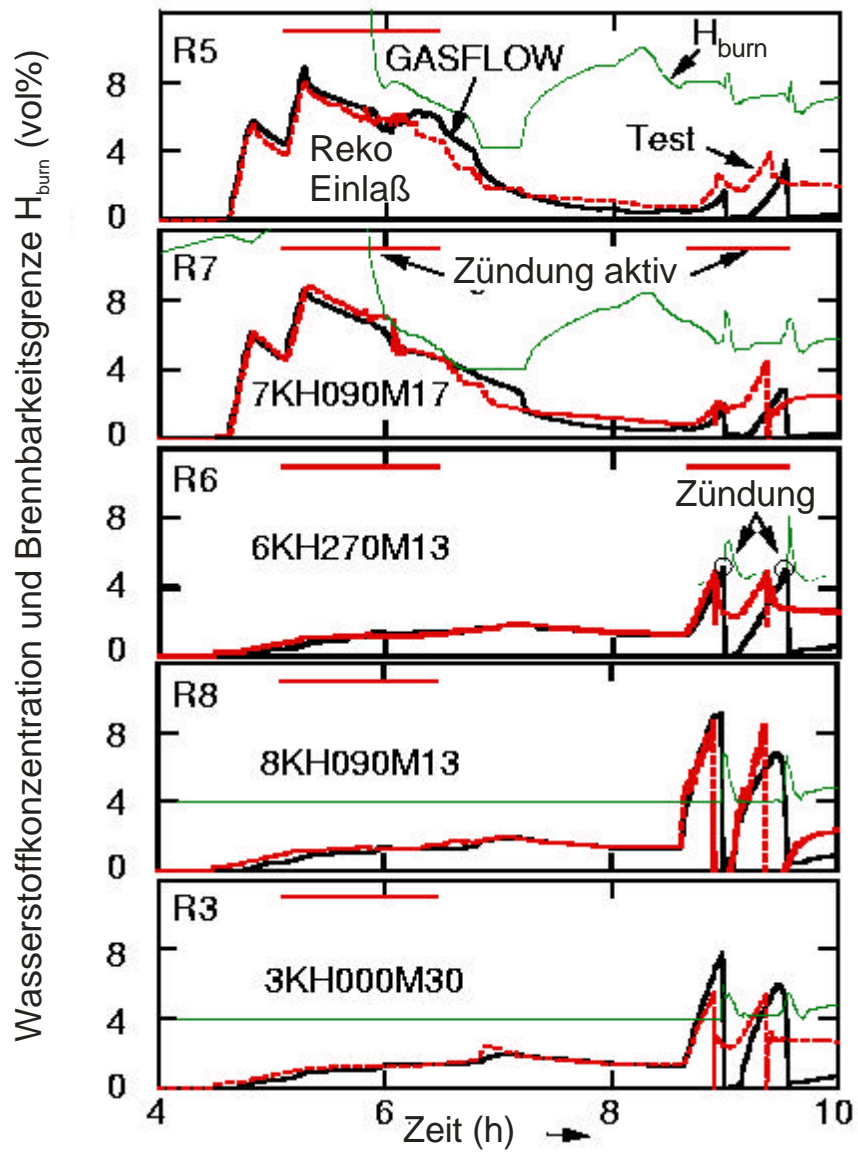 Wasserstoffkonzentration und Brennbarkeitsgrenze H burn (vol%)
R5
GASFLOW
H burn
8
Reko
Einlaß
Test
4
0
R7
Zündung aktiv
8
4
7KH090M17
0
R6
Zündung
8
6KH270M13
4
0
R8
8
8KH090M13
4
0
R3
8
3KH000M30
4
0
4
6
8
10
Zeit (h)